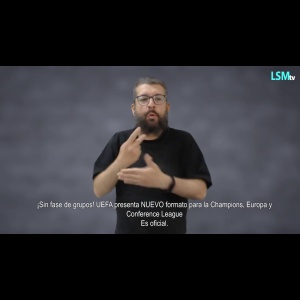 LSMtv
¡Sin fase de grupos! UEFA presenta NUEVO formato para la Champions, Europa y
Conference League
Es oficial.